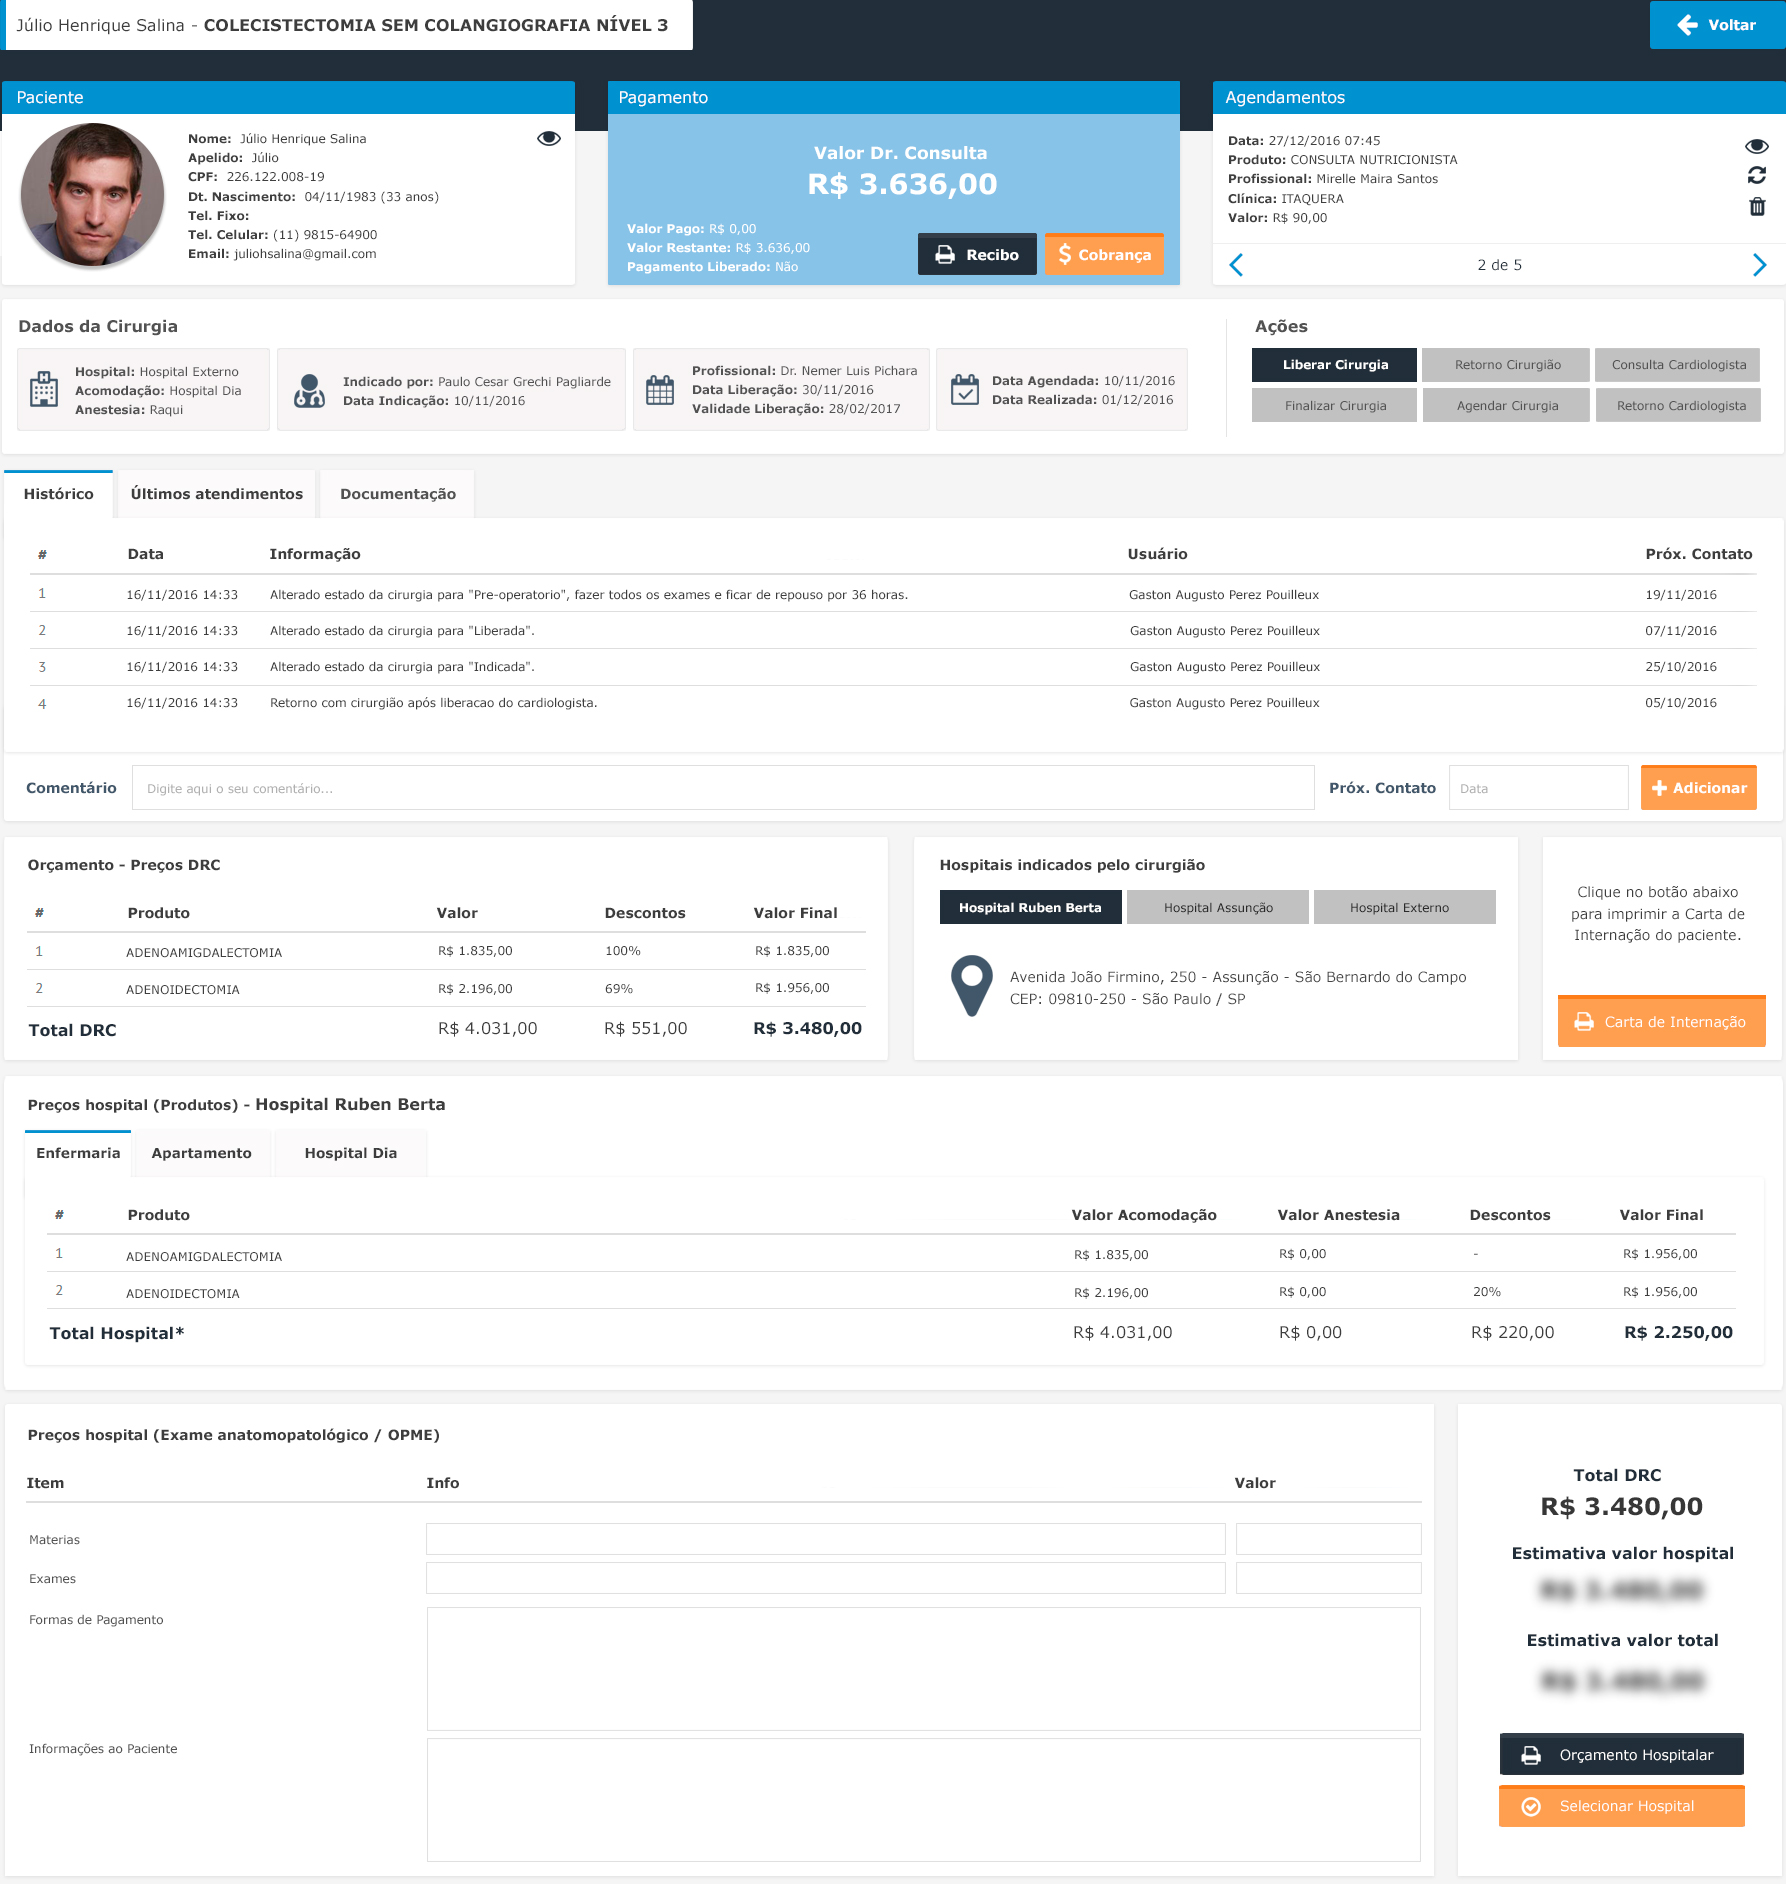 Júlio Henrique Salina - COLECISTECTOMIA SEM COLANGIOGRAFIA NÍVEL 3
Voltar
Paciente
Nome: Júlio Henrique Salina
Apelido: Júlio
CPF: 226.122.008-19
Dt. Nascimento: 04/11/1983 (33 anos)
Tel. Fixo:
Tel. Celular: (11) 9815-64900
Email: juliohsalina@gmail.com
Pagamento
Valor Dr. Consulta
R$ 3.636,00
Valor Pago: R$ 0,00
Valor Restante: R$ 3.636,00
Pagamento Liberado: Não
Recibo
$ Cobrança
Agendamentos
Data: 27/12/2016 07:45
Produto: CONSULTA NUTRICIONISTA
Profissional: Mirelle Maira Santos
Clínica: ITAQUERA
Valor: R$ 90,00
2 de 5
Dados da Cirurgia
Hospital: Hospital Externo
Acomodação: Hospital Dia
Anestesia: Raqui
Indicado por: Paulo Cesar Grechi Pagliarde
Data Indicação: 10/11/2016
Profissional: Dr. Nemer Luis Pichara
Data Liberação: 30/11/2016
Validade Liberação: 28/02/2017
Data Agendada: 10/11/2016
Data Realizada: 01/12/2016
Ações
Liberar Cirurgia Retorno Cirurgião Consulta Cardiologista
Finalizar Cirurgia Agendar Cirurgia Retorno Cardiologista
Histórico Últimos atendimentos Documentação
# Data Informação Usuário Próx. Contato
1 16/11/2016 14:33 Alterado estado da cirurgia para "Pre-operatorio", fazer todos os exames e ficar de repouso por 36 horas. Gaston Augusto Perez Pouilleux 19/11/2016
2 16/11/2016 14:33 Alterado estado da cirurgia para "Liberada". Gaston Augusto Perez Pouilleux 07/11/2016
3 16/11/2016 14:33 Alterado estado da cirurgia para "Indicada". Gaston Augusto Perez Pouilleux 25/10/2016
4 16/11/2016 14:33 Retorno com cirurgião após liberacao do cardiologista. Gaston Augusto Perez Pouilleux 05/10/2016
Comentário Digite aqui o seu comentário... Próx. Contato Data Adicionar
Orçamento - Preços DRC
# Produto Valor Descontos Valor Final
1 ADENOAMIGDALECTOMIA R$ 1.835,00 100% R$ 1.835,00
2 ADENOIDECTOMIA R$ 2.196,00 69% R$ 1.956,00
Total DRC R$ 4.031,00 R$ 551,00 R$ 3.480,00
Hospitais indicados pelo cirurgião
Hospital Ruben Berta Hospital Assunção Hospital Externo
Avenida João Firmino, 250 - Assunção - São Bernardo do Campo
CEP: 09810-250 - São Paulo / SP
Clique no botão abaixo
para imprimir a Carta de
Internação do paciente.
Carta de Internação
Preços hospital (Produtos) - Hospital Ruben Berta
Enfermaria Apartamento Hospital Dia
# Produto Valor Acomodação Valor Anestesia Descontos Valor Final
1 ADENOAMIGDALECTOMIA R$ 1.835,00 R$ 0,00 - R$ 1.956,00
2 ADENOIDECTOMIA R$ 2.196,00 R$ 0,00 20% R$ 1.956,00
Total Hospital* R$ 4.031,00 R$ 0,00 R$ 220,00 R$ 2.250,00
Preços hospital (Exame anatomopatológico / OPME)
Item Info Valor
Materias
Exames
Formas de Pagamento
Informações ao Paciente
Total DRC
R$ 3.480,00
Estimativa valor hospital
Estimativa valor total
Orçamento Hospitalar
Selecionar Hospital